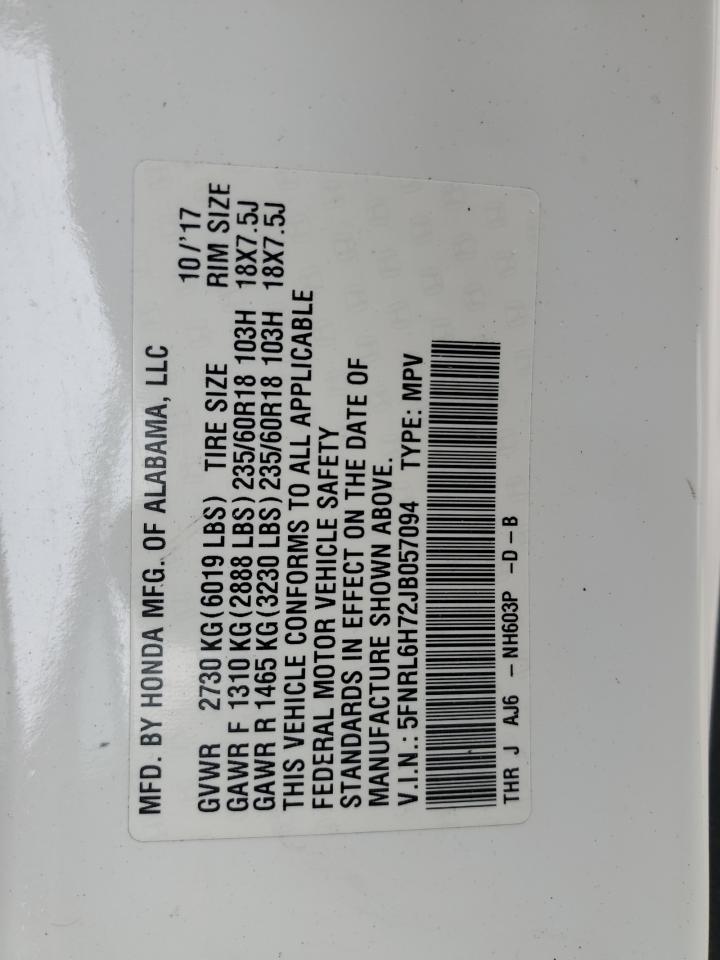 MFD. BY HONDA MFG. OF ALABAMA, LLC 10/'17
GVWR 2730 KG(6019 LBS) TIRE SIZE RIM SIZE
GAWR F 1310 KG(2888 LBS)235/60R18 103H 18X7.5J
GAWR R 1465 KG(3230 LBS)235/60R18 103H 18X7.5J
THIS VEHICLE CONFORMS TO ALL APPLICABLE
FEDERAL MOTOR VEHICLE SAFETY
STANDARDS IN EFFECT ON THE DATE OF
MANUFACTURE SHOWN ABOVE.
V.I.N.: 5FNRL6H72JB057094 TYPE: MPV
THR J AJ6 - NH603P -D-B